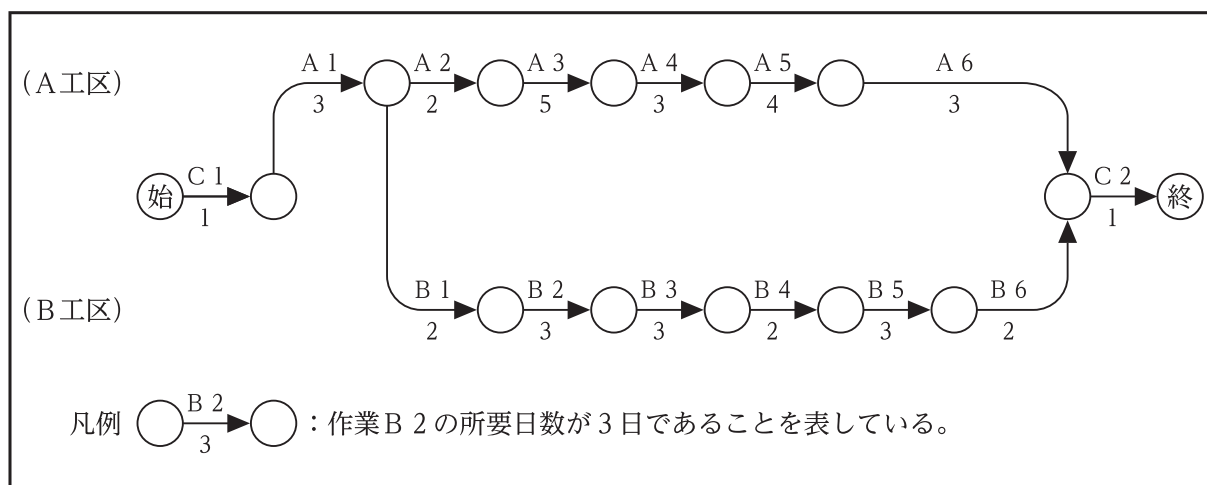 A 1 A 2 A 3 A 4 A 5 A 6
(A工区)
3 2 5 3 4 3
C 1 C 2
始 終
1 1
B 1 B 2 B 3 B 4 B 5 B 6
(B工区)
2 3 3 2 3 2
凡例 B 2 :作業B 2の所要日数が3日であることを表している。
3